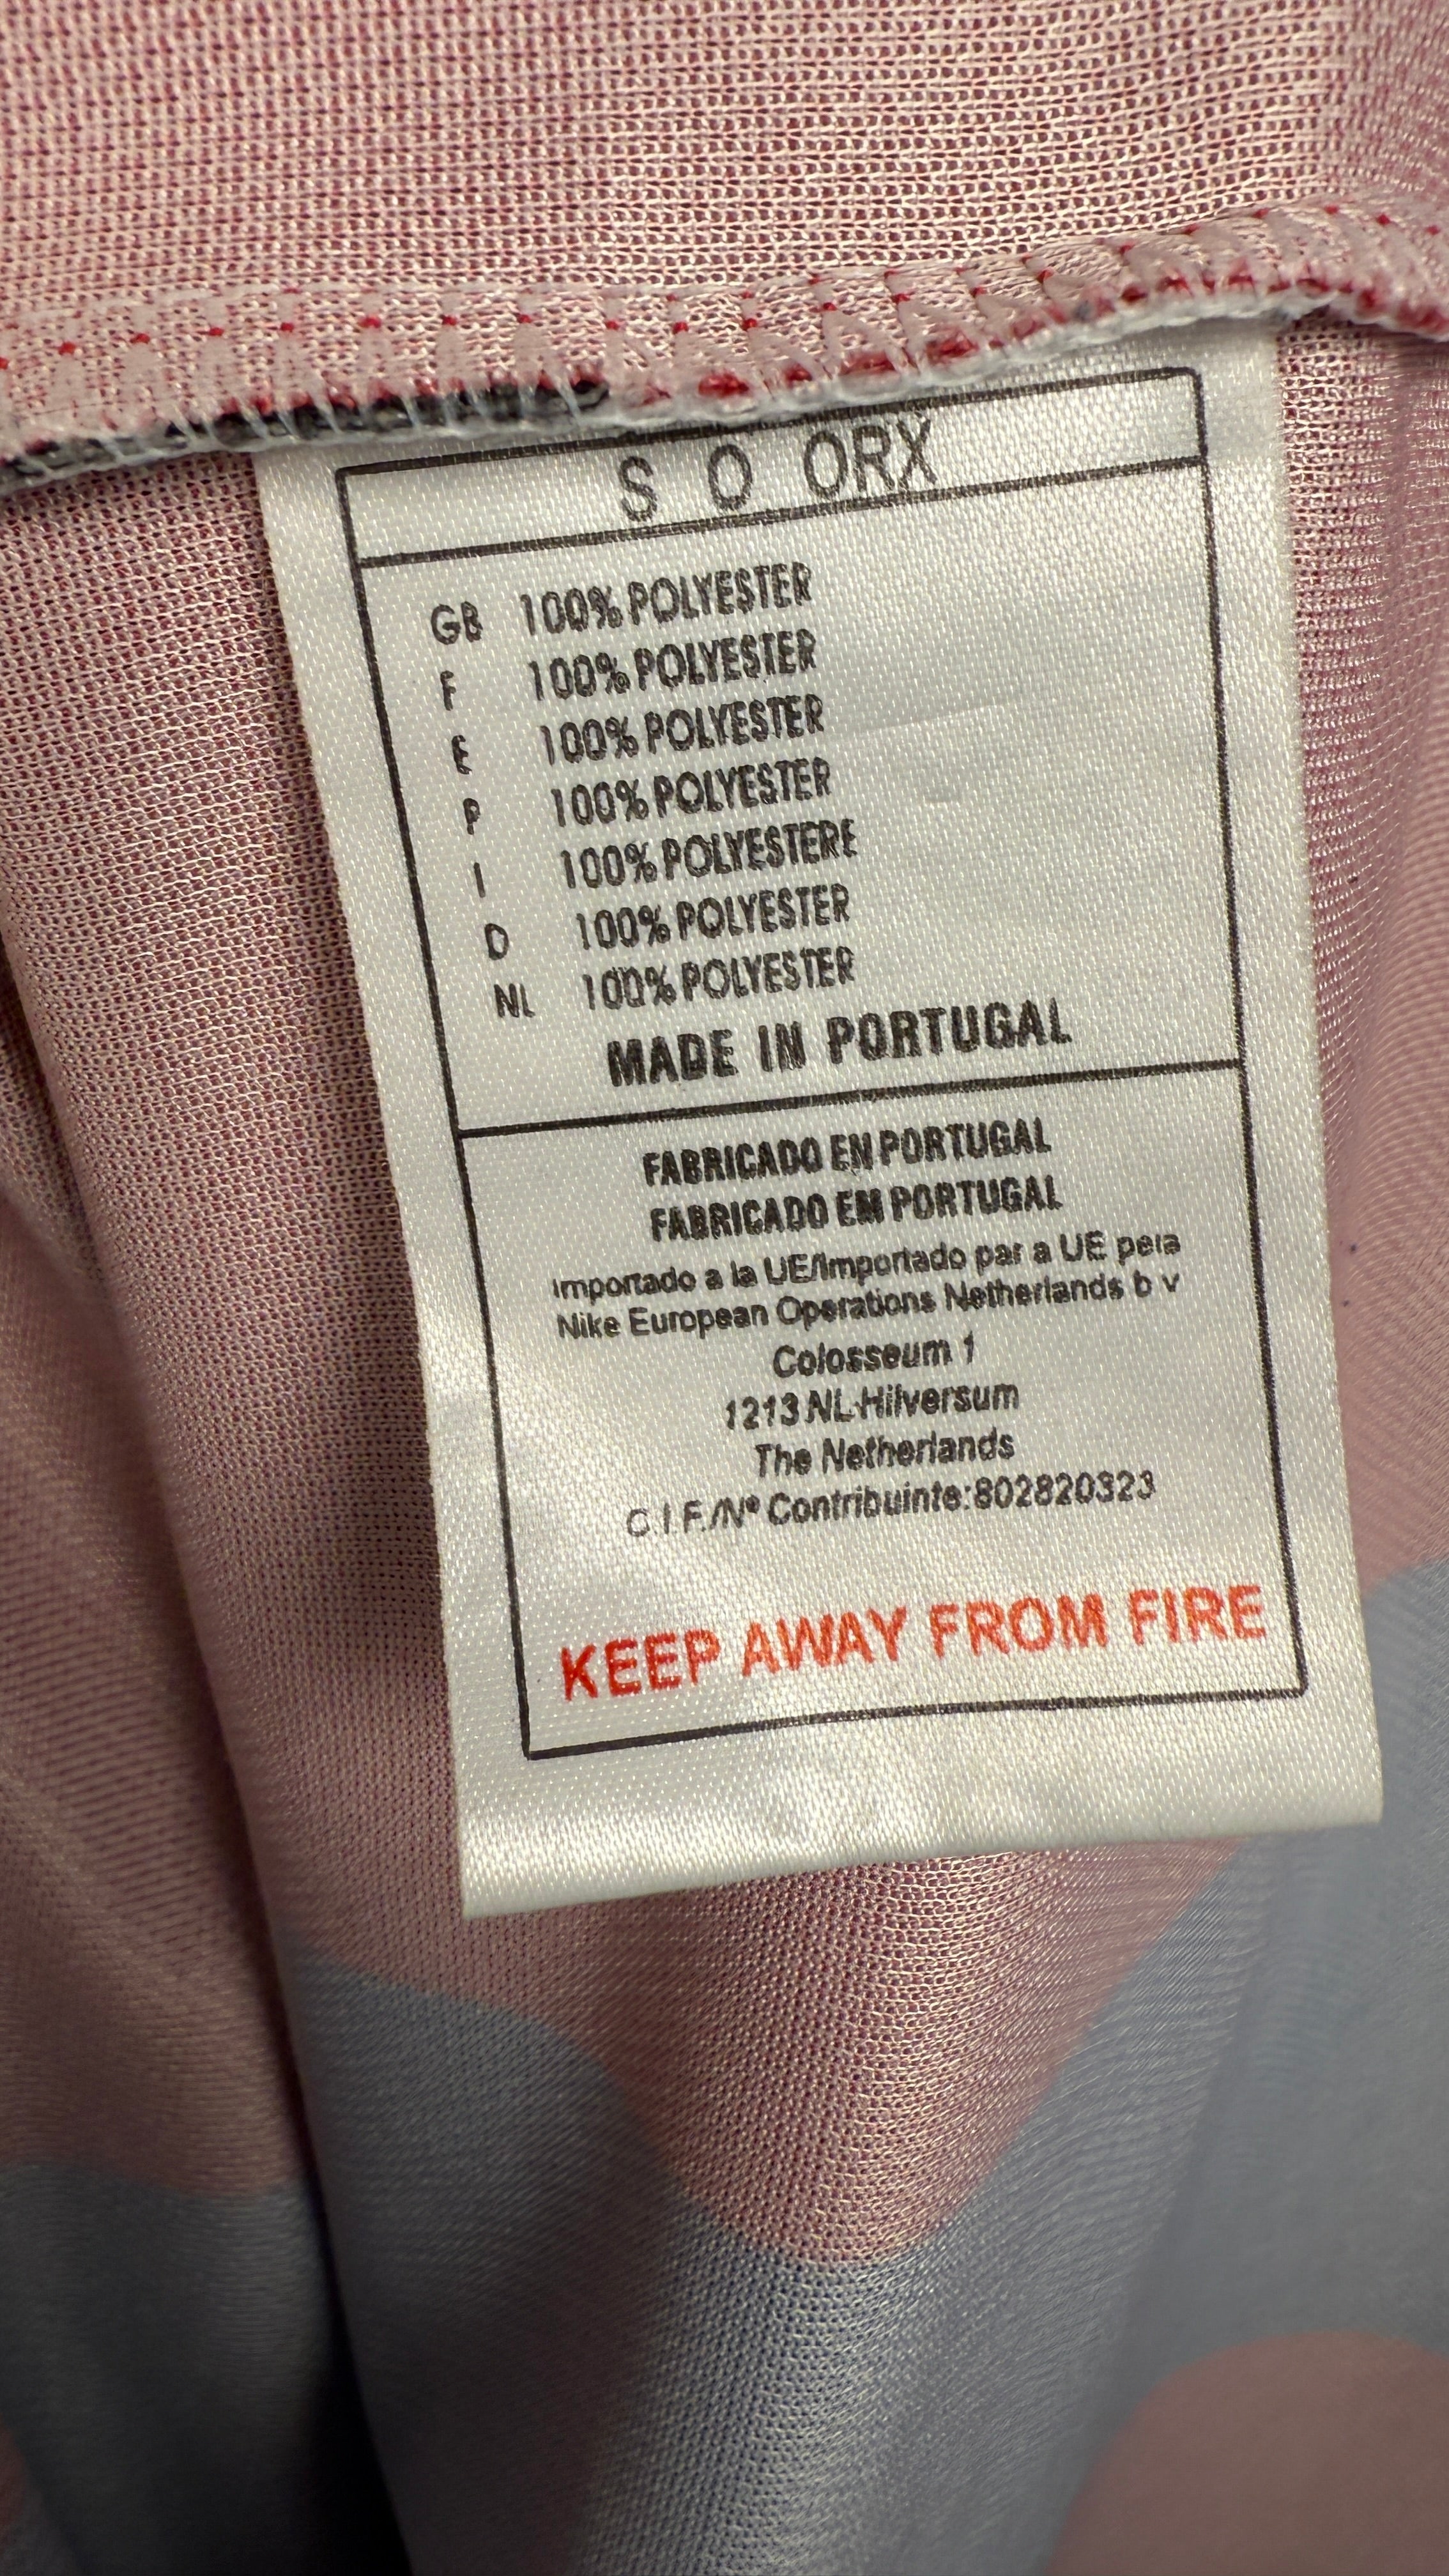 S O ORX
GB 100% POLYESTER
F 100% POLYESTER
E 100% POLYESTER
P 100% POLYESTER
I 100% POLYESTERE
D 100% POLYESTER
NL 100% POLYESTER
MADE IN PORTUGAL
FABRICADO EN PORTUGAL
FABRICADO EM PORTUGAL
Importado a la UE/Importado par a UE pela
Nike European Operations Netherlands b v
Colosseum 1
1213 NL-Hilversum
The Netherlands
C I.F./Nº Contribuinte:802820323
KEEP AWAY FROM FIRE